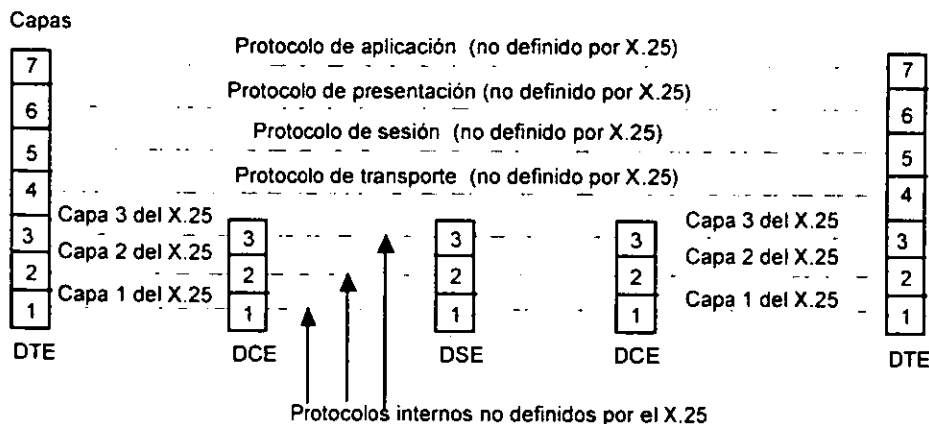 Capas
Protocolo de aplicación (no definido por X.25)
7 7
Protocolo de presentación (no definido por X.25)
6 6
Protocolo de sesión (no definido por X.25)
5 5
Protocolo de transporte (no definido por X.25)
4 4
Capa 3 del X.25 Capa 3 del X.25
3 3 3 3 3
Capa 2 del X.25 Capa 2 del X.25
2 2 2 2 2
Capa 1 del X.25 Capa 1 del X.25
1 1 1 1 1
DTE DCE DSE DCE DTE
Protocolos internos no definidos por el X.25